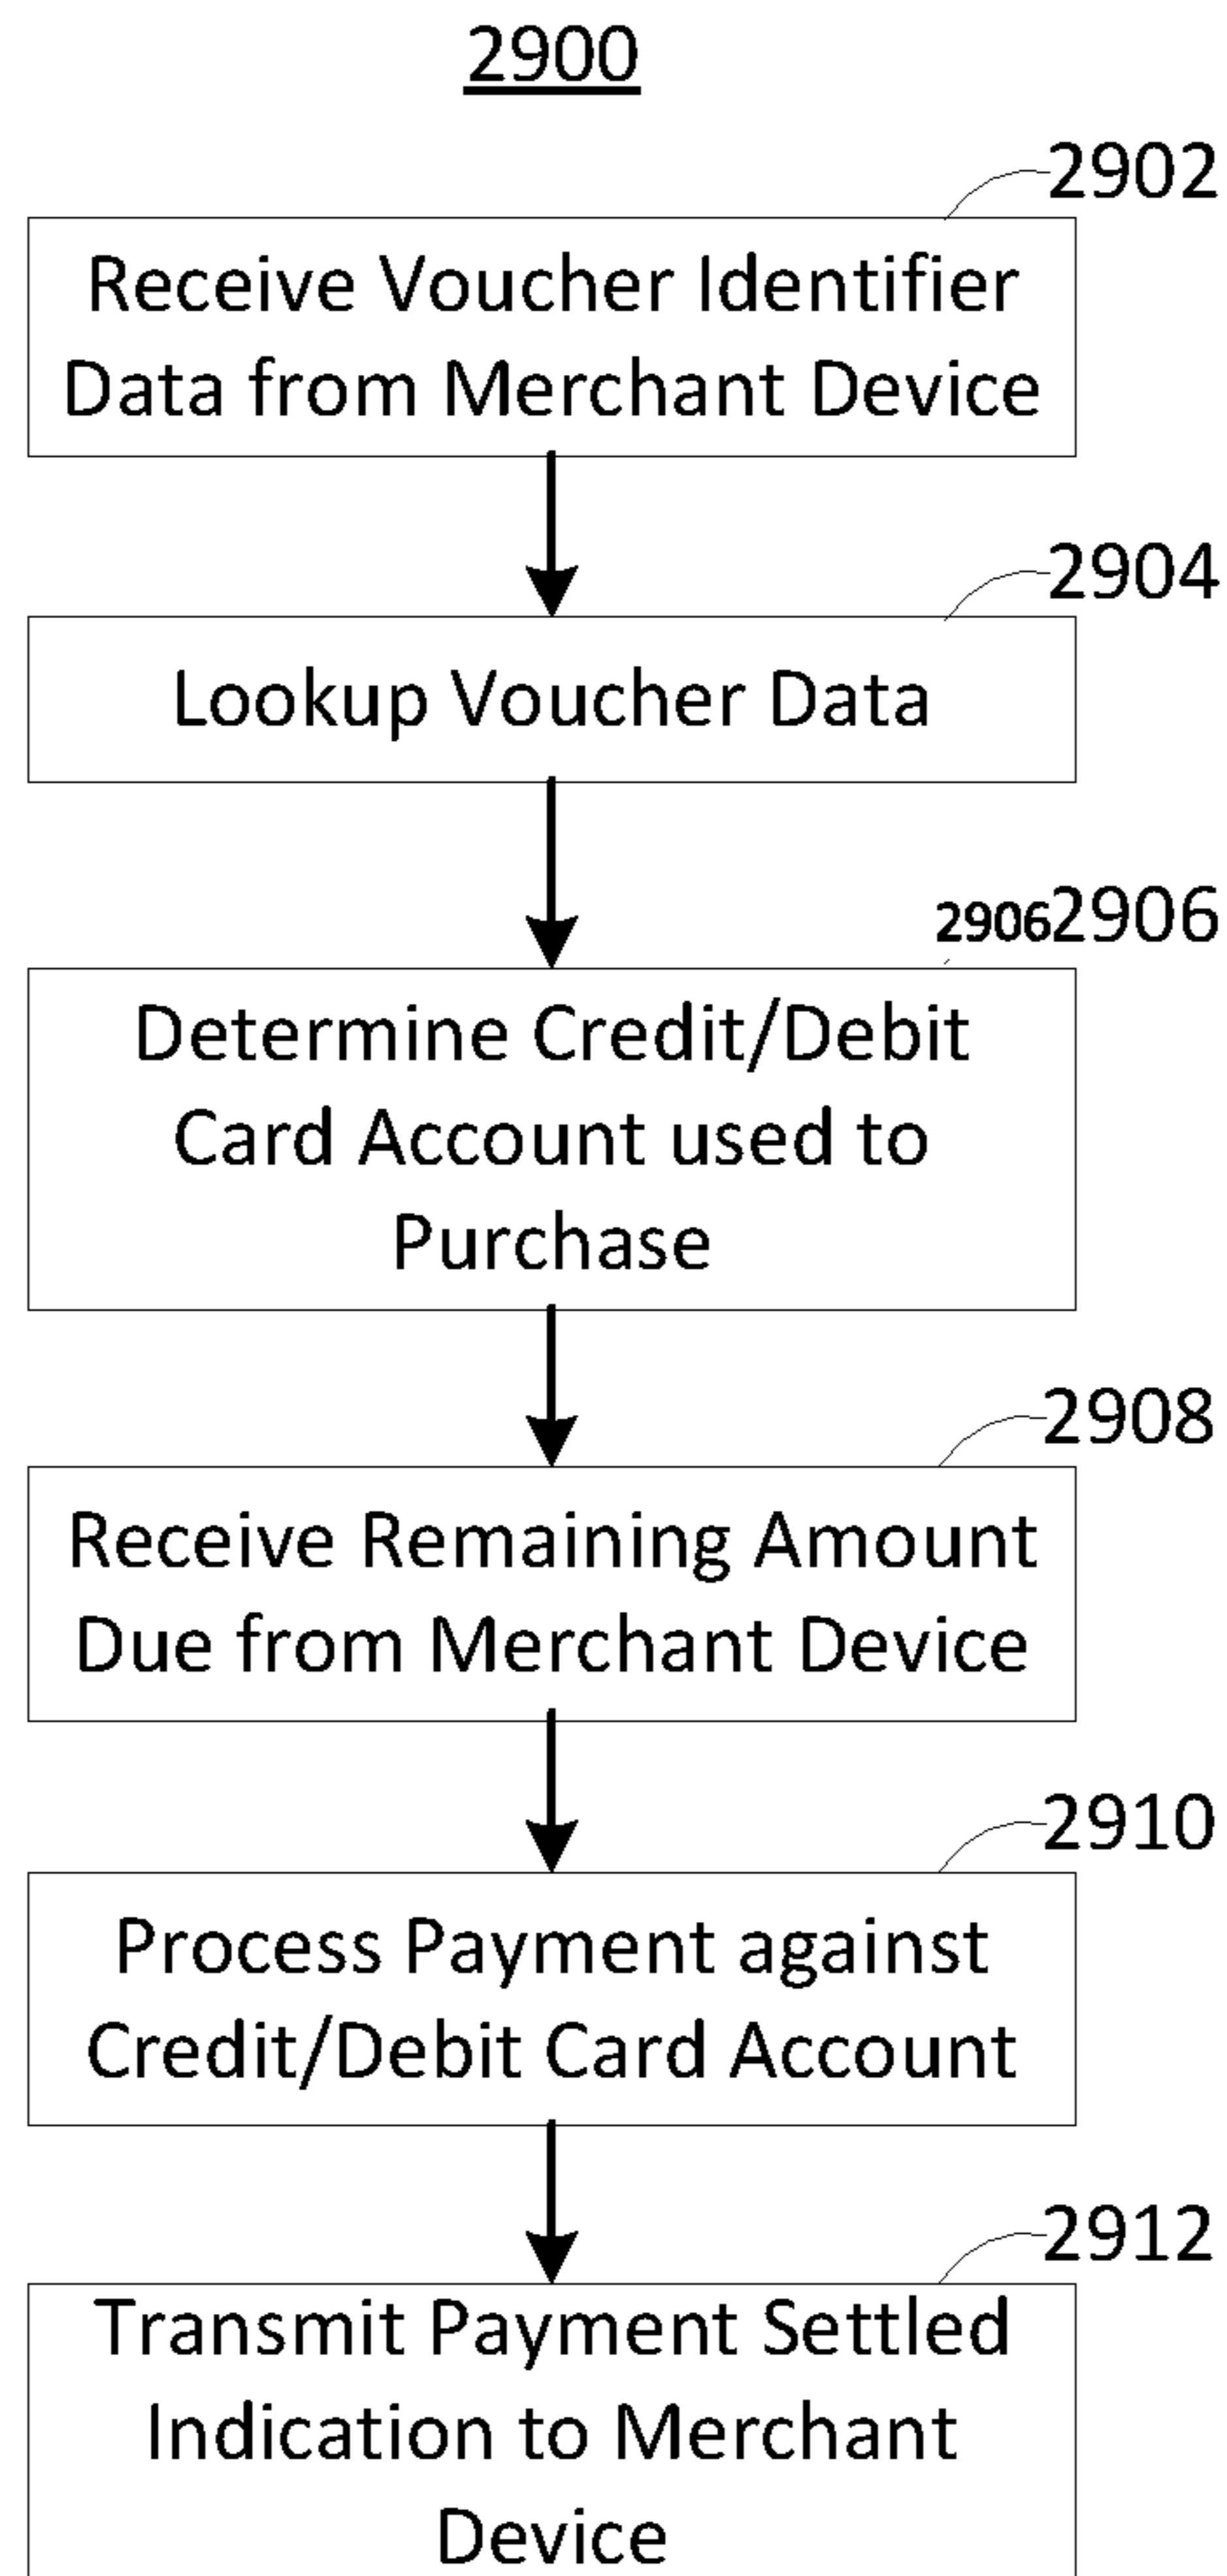 2900
2902
Receive Voucher Identifier
Data from Merchant Device
2904
Lookup Voucher Data
2906 2906
Determine Credit/Debit
Card Account used to
Purchase
2908
Receive Remaining Amount
Due from Merchant Device
2910
Process Payment against
Credit/Debit Card Account
2912
Transmit Payment Settled
Indication to Merchant
Device